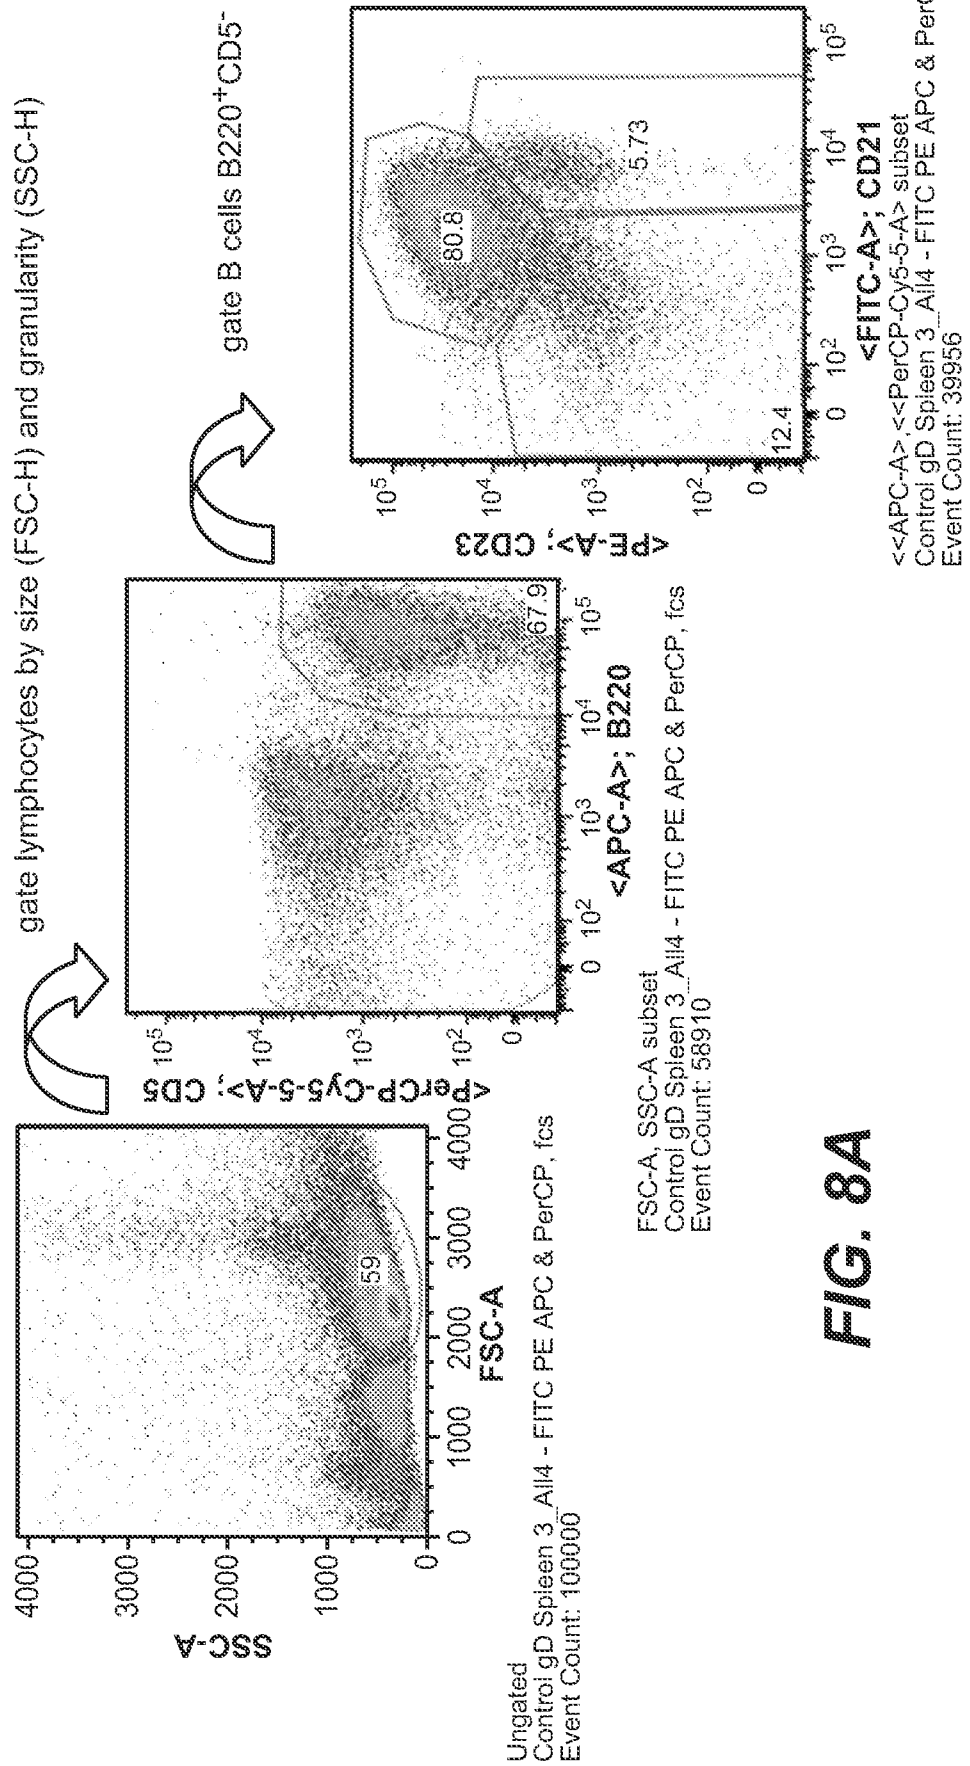 gate lymphocytes by size (FSC-H) and granularity (SSC-H)
gate B cells B220+CD5-
4000
3000
2000
1000
0
SSC-A
59
0
1000
2000
3000
4000
FSC-A
Ungated
Control gD Spleen 3_All4 - FITC PE APC & PerCP, fcs
Event Count: 100000
10^5
10^4
10^3
10^2
0
<PerCP-Cy5-5-A>; CD5
67.9
0
10^2
10^3
10^4
10^5
<APC-A>; B220
FSC-A, SSC-A subset
Control gD Spleen 3_All4 - FITC PE APC & PerCP, fcs
Event Count: 58910
10^5
10^4
10^3
10^2
0
<PE-A>; CD23
80.8
5.73
12.4
0
10^2
10^3
10^4
10^5
<FITC-A>; CD21
<<APC-A>,<<PerCP-Cy5-5-A> subset
Control gD Spleen 3_All4 - FITC PE APC &
Event Count: 39956
FIG. 8A